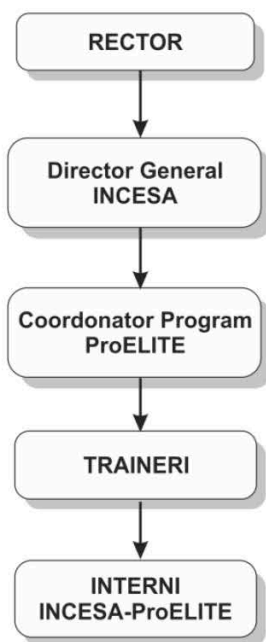 RECTOR
Director General
INCESA
Coordonator Program
ProELITE
TRAINERI
INTERNI
INCESA-ProELITE